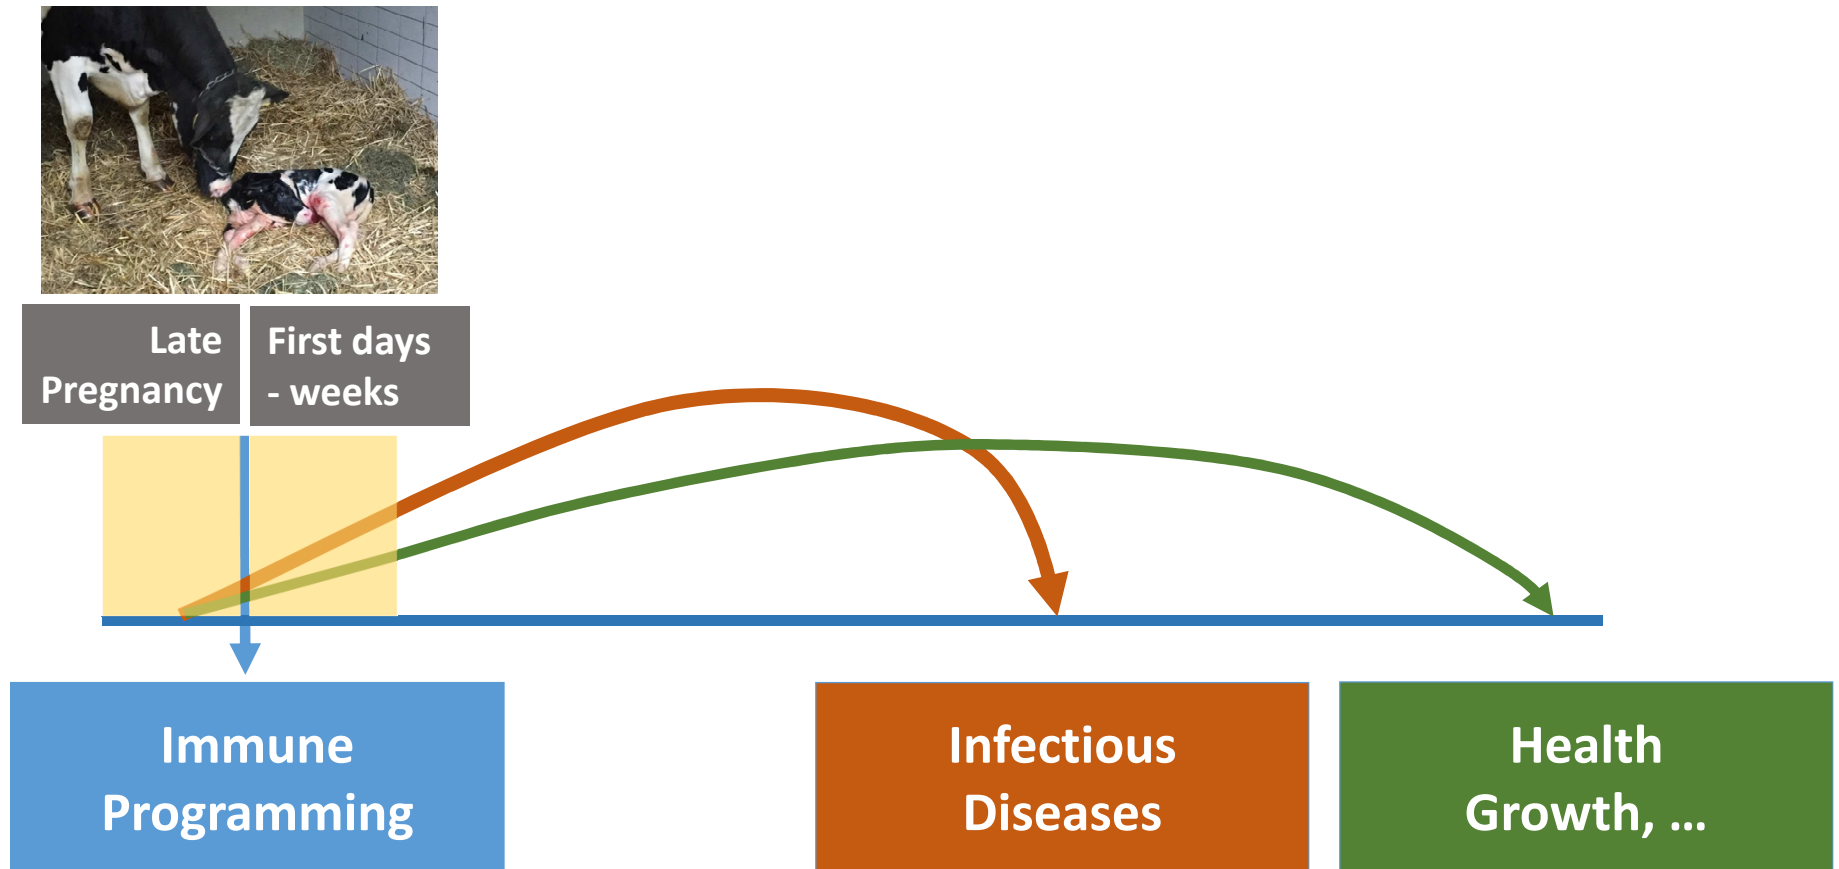 Late
Pregnancy
First days
- weeks
Immune
Programming
Infectious
Diseases
Health
Growth, ...